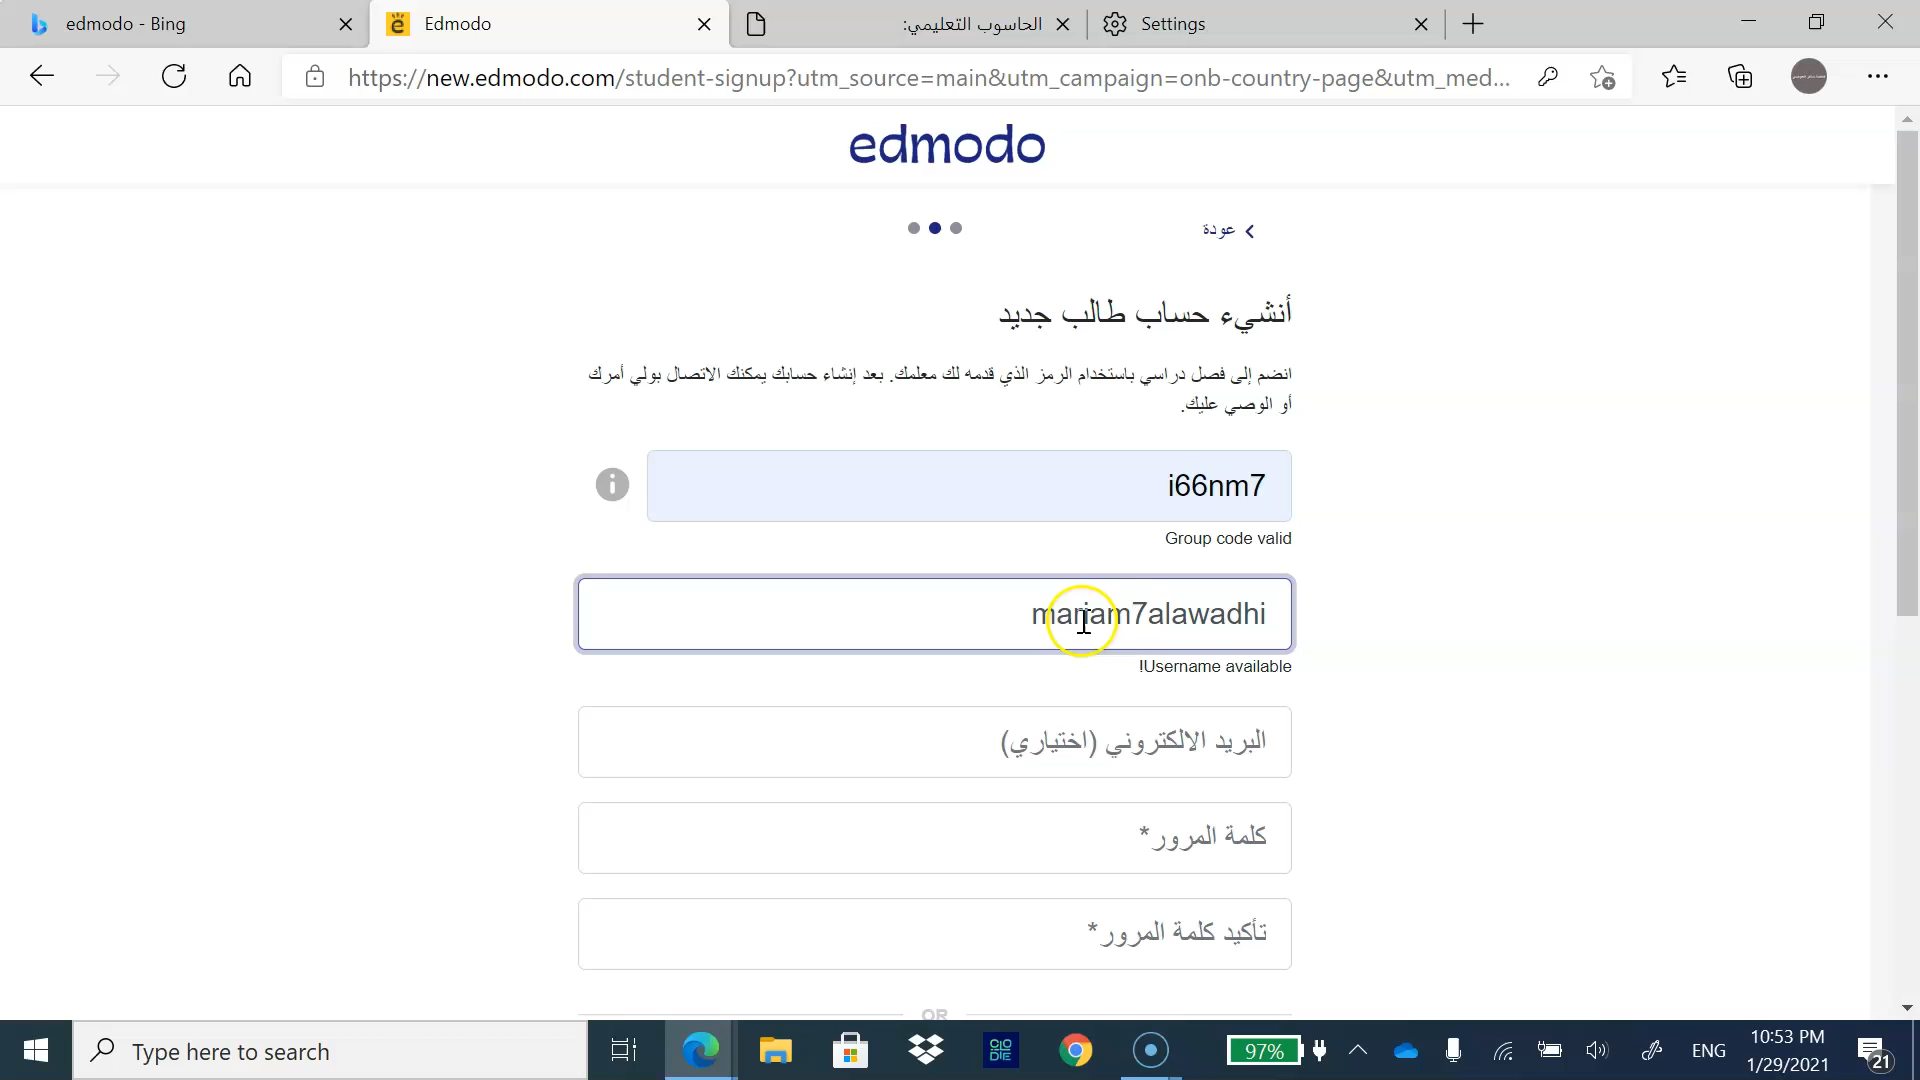 edmodo - Bing
Edmodo
الحاسوب التعليمي:
Settings
https://new.edmodo.com/student-signup?utm_source=main&utm_campaign=onb-country-page&utm_med...
edmodo
عودة
أنشيء حساب طالب جديد
انضم إلى فصل دراسي باستخدام الرمز الذي قدمه لك معلمك. بعد إنشاء حسابك يمكنك الاتصال بولي أمرك
أو الوصي عليك.
i66nm7
Group code valid
mariam7alawadhi
!Username available
البريد الالكتروني (اختياري)
كلمة المرور*
تأكيد كلمة المرور*
OR
Type here to search
CO
DE
97%
ENG
10:53 PM
1/29/2021
21